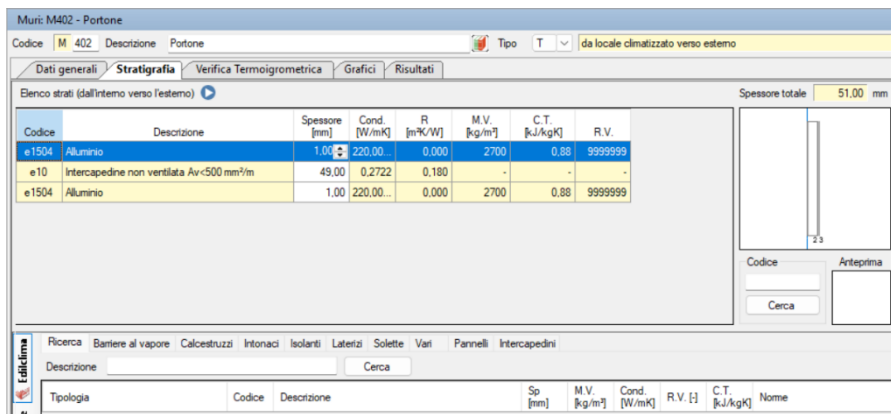 Muri: M402 - Portone
Codice M 402 Descrizione Portone Tipo T da locale climatizzato verso esterno
Dati generali Stratigrafia Verifica Termoigrometrica Grafici Risultati
Elenco strati (dall'interno verso l'esterno) Spessore totale 51,00 mm
Codice Descrizione Spessore [mm] Cond. [W/mK] R [m²K/W] M.V. [kg/m³] C.T. [kJ/kgK] R.V.
e1504 Alluminio 1,00 220,00... 0,000 2700 0,88 9999999
e10 Intercapedine non ventilata Av<500 mm²/m 49,00 0,2722 0,180 - - -
e1504 Alluminio 1,00 220,00... 0,000 2700 0,88 9999999
2 3
Codice Anteprima
Cerca
Edilclima
Ricerca Barriere al vapore Calcestruzzi Intonaci Isolanti Laterizi Solette Vari Pannelli Intercapedini
Descrizione Cerca
Tipologia Codice Descrizione Sp [mm] M.V. [kg/m³] Cond. [W/mK] R.V. [-] C.T. [kJ/kgK] Nome